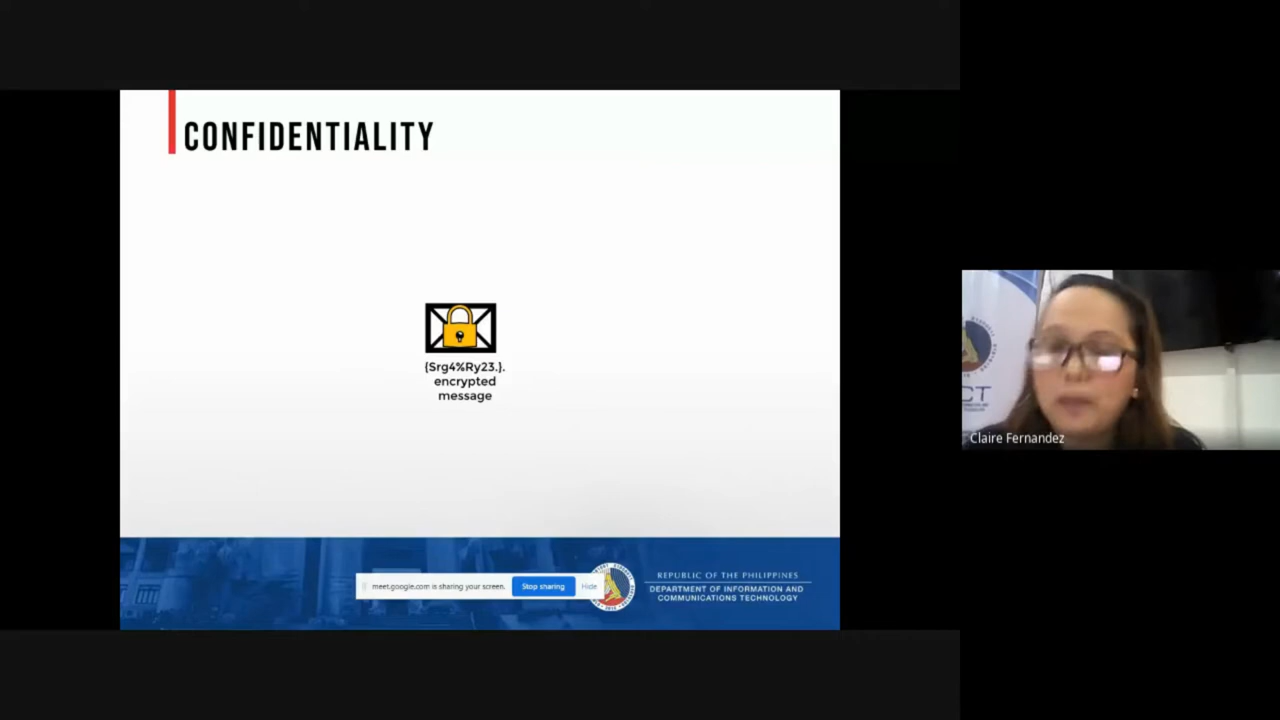 CONFIDENTIALITY
{Srg4%Ry23.}.
encrypted
message
meet.google.com is sharing your screen.
Stop sharing
Hide
REPUBLIC OF THE PHILIPPINES
DEPARTMENT OF INFORMATION AND
COMMUNICATIONS TECHNOLOGY
CT
Claire Fernandez